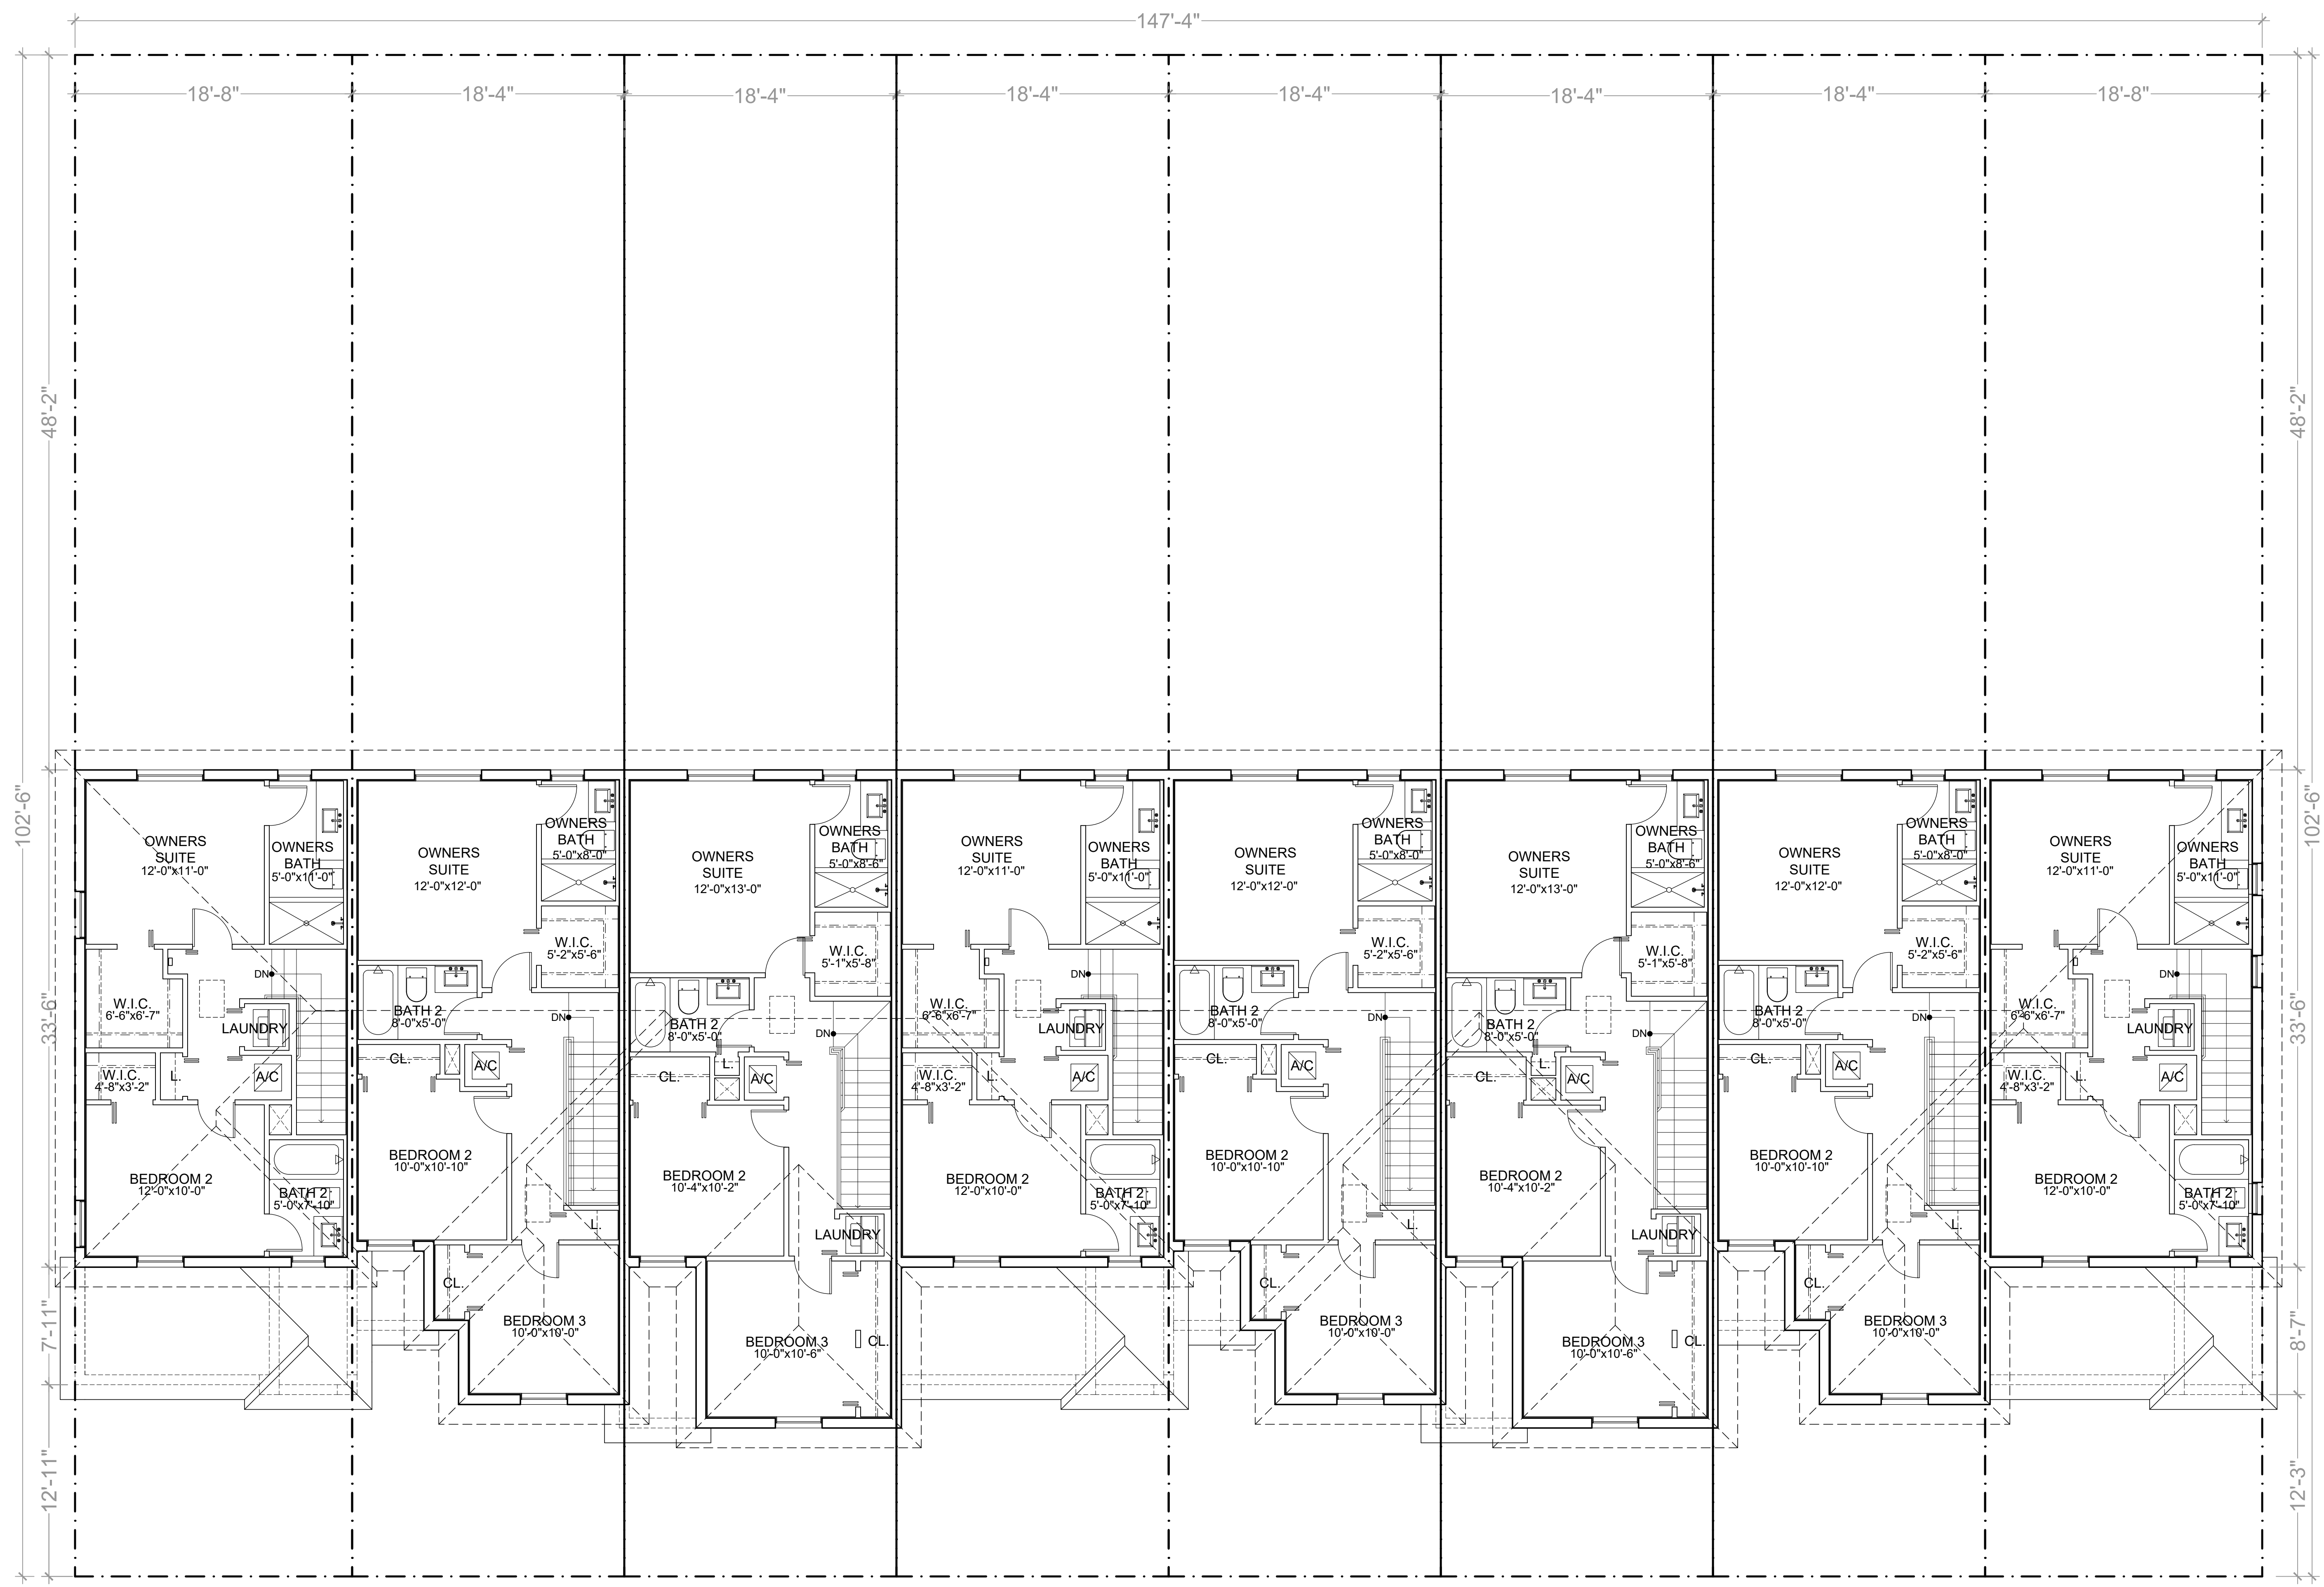 147'-4"
18'-8"
18'-4"
18'-4"
18'-4"
18'-4"
18'-4"
18'-4"
18'-8"
102'-6"
48'-2"
33'-6"
7'-11"
12'-11"
OWNERS
SUITE
12'-0"x11'-0"
OWNERS
BATH
5'-0"x11'-0"
DN
W.I.C.
6'-6"x6'-7"
LAUNDRY
W.I.C.
4'-8"x3'-2"
L.
A/C
BEDROOM 2
12'-0"x10'-0"
BATH 2
5'-0"x7'-10"
OWNERS
SUITE
12'-0"x12'-0"
OWNERS
BATH
5'-0"x8'-0"
W.I.C.
5'-2"x5'-6"
BATH 2
8'-0"x5'-0"
DN
CL.
A/C
BEDROOM 2
10'-0"x10'-10"
L.
CL.
BEDROOM 3
10'-0"x10'-0"
OWNERS
SUITE
12'-0"x13'-0"
OWNERS
BATH
5'-0"x8'-6"
W.I.C.
5'-1"x5'-8"
BATH 2
8'-0"x5'-0"
DN
CL.
L.
A/C
BEDROOM 2
10'-4"x10'-2"
LAUNDRY
BEDROOM 3
10'-0"x10'-6"
CL.
OWNERS
SUITE
12'-0"x11'-0"
OWNERS
BATH
5'-0"x11'-0"
DN
W.I.C.
6'-6"x6'-7"
LAUNDRY
W.I.C.
4'-8"x3'-2"
L.
A/C
BEDROOM 2
12'-0"x10'-0"
BATH 2
5'-0"x7'-10"
OWNERS
SUITE
12'-0"x12'-0"
OWNERS
BATH
5'-0"x8'-0"
W.I.C.
5'-2"x5'-6"
BATH 2
8'-0"x5'-0"
DN
CL.
A/C
BEDROOM 2
10'-0"x10'-10"
L.
CL.
BEDROOM 3
10'-0"x10'-0"
OWNERS
SUITE
12'-0"x13'-0"
OWNERS
BATH
5'-0"x8'-6"
W.I.C.
5'-1"x5'-8"
BATH 2
8'-0"x5'-0"
DN
CL.
L.
A/C
BEDROOM 2
10'-4"x10'-2"
LAUNDRY
BEDROOM 3
10'-0"x10'-6"
CL.
OWNERS
SUITE
12'-0"x12'-0"
OWNERS
BATH
5'-0"x8'-0"
W.I.C.
5'-2"x5'-6"
BATH 2
8'-0"x5'-0"
DN
CL.
A/C
BEDROOM 2
10'-0"x10'-10"
L.
CL.
BEDROOM 3
10'-0"x10'-0"
OWNERS
SUITE
12'-0"x11'-0"
OWNERS
BATH
5'-0"x11'-0"
DN
W.I.C.
6'-6"x6'-7"
LAUNDRY
W.I.C.
4'-8"x3'-2"
L.
A/C
BEDROOM 2
12'-0"x10'-0"
BATH 2
5'-0"x7'-10"
48'-2"
102'-6"
33'-6"
8'-7"
12'-3"